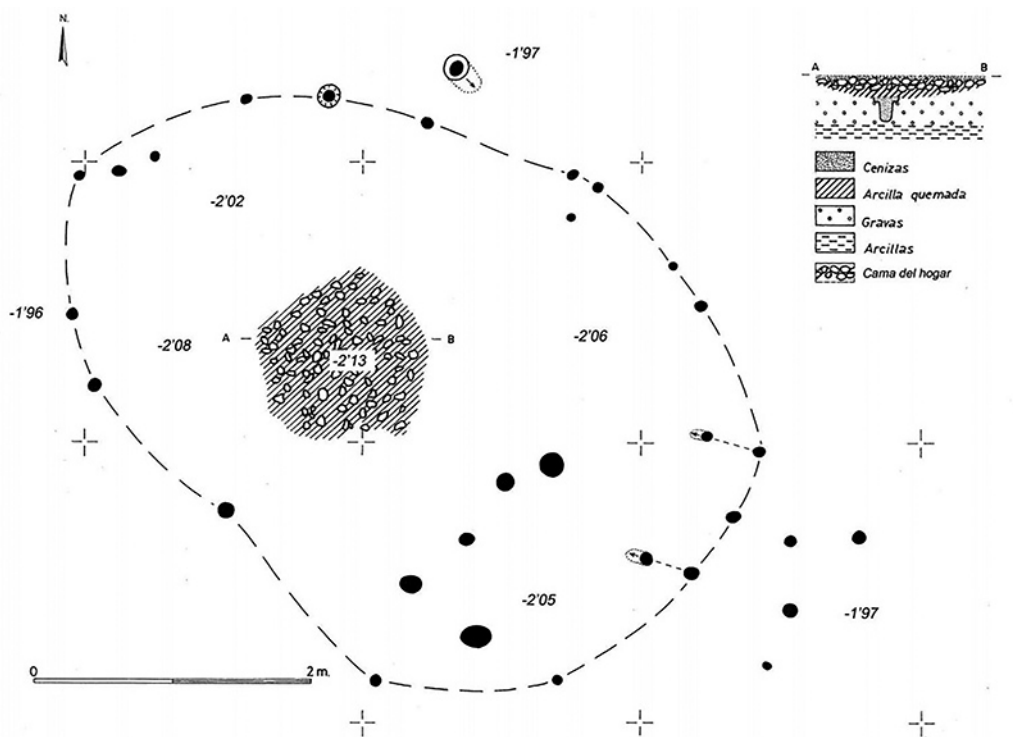 N.
-1'97
A B
Cenizas
Arcilla quemada
Gravas
Arcillas
Cama del hogar
-2'02
-1'96
-2'08
A
-2'13
B
-2'06
-2'05
-1'97
0 2 m.